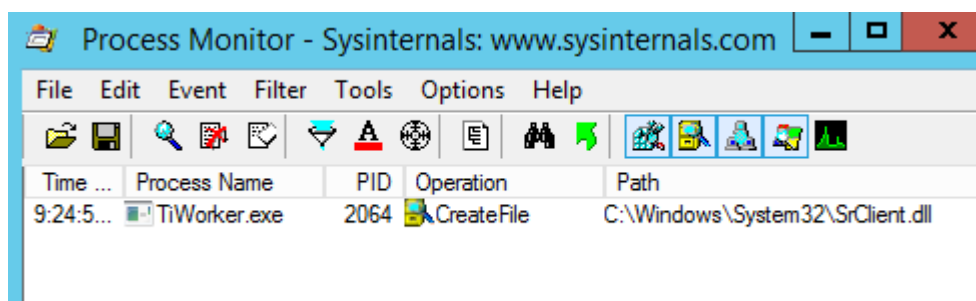 Process Monitor - Sysinternals: www.sysinternals.com
File Edit Event Filter Tools Options Help
Time ... Process Name PID Operation Path
9:24:5... TiWorker.exe 2064 CreateFile C:\Windows\System32\SrClient.dll